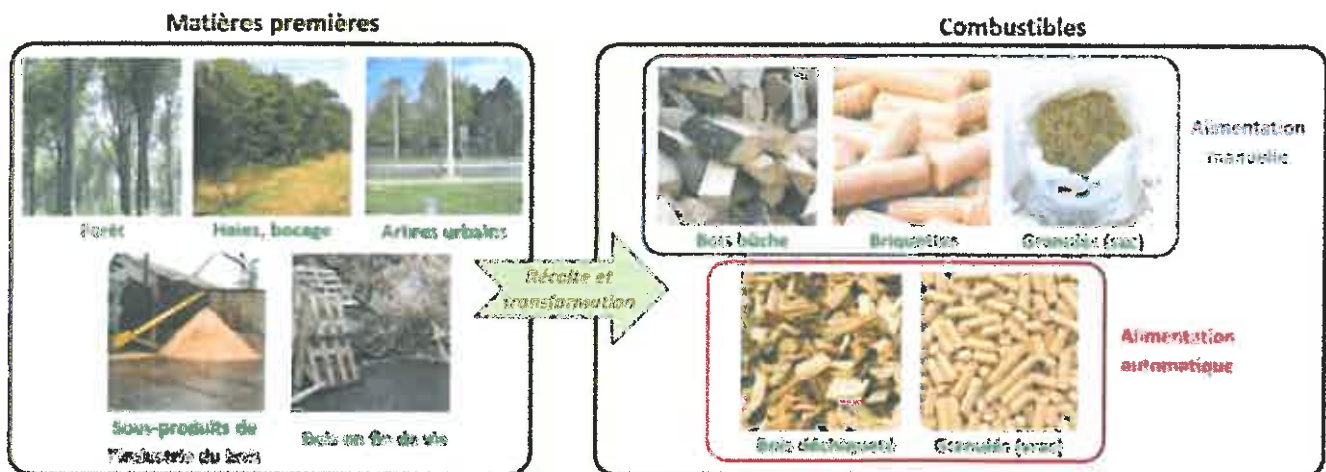 Matières premières
Combustibles
Forêt
Haies, bocage
Arbres urbains
Sous-produits de
l'industrie du bois
Bois en fin de vie
Récolte et
transformation
Bois bûche
Briquettes
Granulés (sac)
Alimentation
manuelle
Bois déchiqueté
Granulés (vrac)
Alimentation
automatique